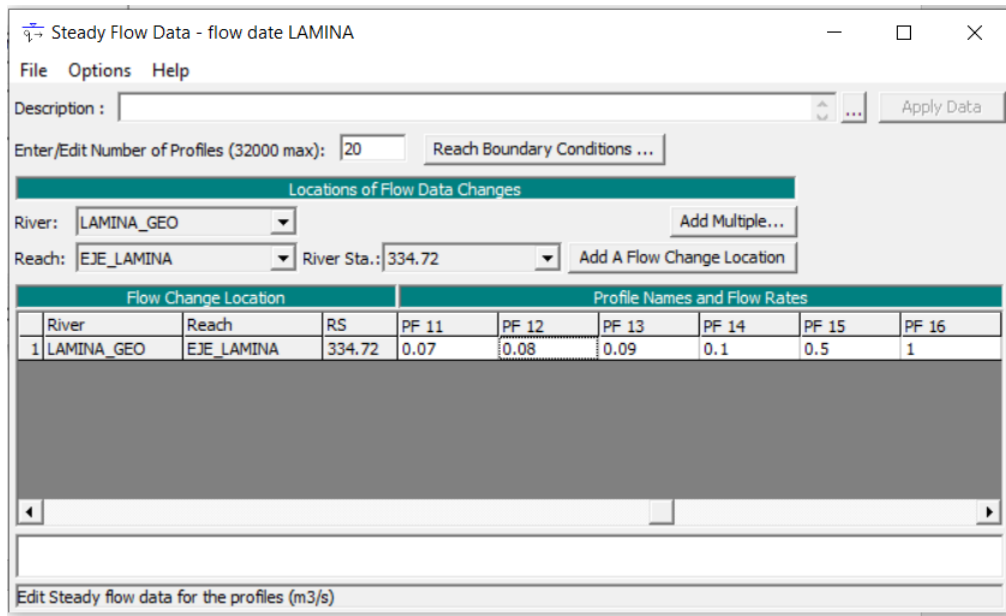 Steady Flow Data - flow date LAMINA
File Options Help
Description : ... Apply Data
Enter/Edit Number of Profiles (32000 max): 20 Reach Boundary Conditions ...
Locations of Flow Data Changes
River: LAMINA_GEO Add Multiple...
Reach: EJE_LAMINA River Sta.: 334.72 Add A Flow Change Location
Flow Change Location Profile Names and Flow Rates
River Reach RS PF 11 PF 12 PF 13 PF 14 PF 15 PF 16
1 LAMINA_GEO EJE_LAMINA 334.72 0.07 0.08 0.09 0.1 0.5 1
Edit Steady flow data for the profiles (m3/s)